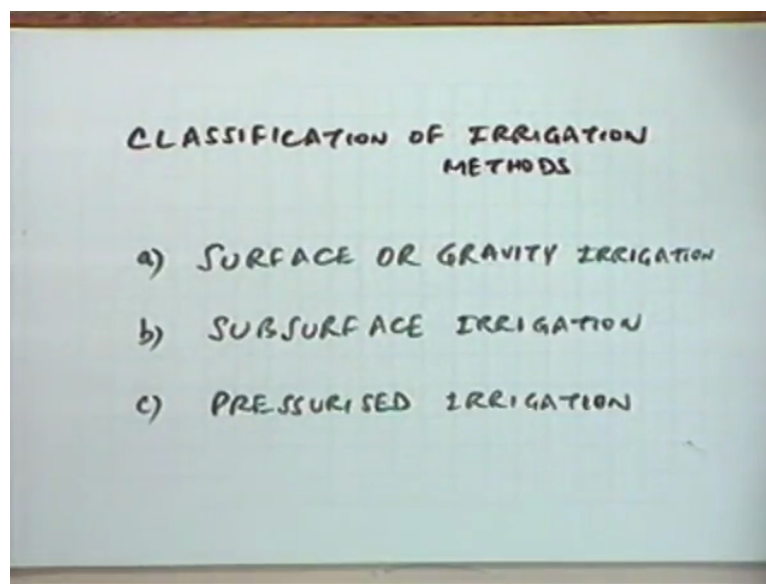 CLASSIFICATION OF IRRIGATION
METHODS
a) SURFACE OR GRAVITY IRRIGATION
b) SUBSURFACE IRRIGATION
c) PRESSURISED IRRIGATION